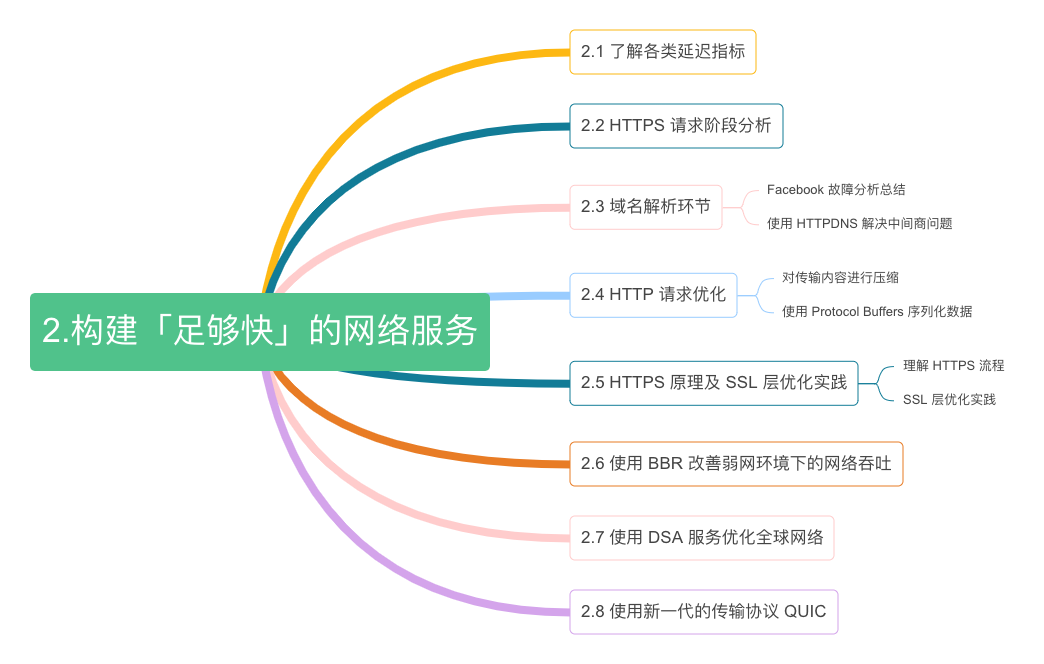 2.构建「足够快」的网络服务
2.1 了解各类延迟指标
2.2 HTTPS 请求阶段分析
2.3 域名解析环节
Facebook 故障分析总结
使用 HTTPDNS 解决中间商问题
2.4 HTTP 请求优化
对传输内容进行压缩
使用 Protocol Buffers 序列化数据
2.5 HTTPS 原理及 SSL 层优化实践
理解 HTTPS 流程
SSL 层优化实践
2.6 使用 BBR 改善弱网环境下的网络吞吐
2.7 使用 DSA 服务优化全球网络
2.8 使用新一代的传输协议 QUIC